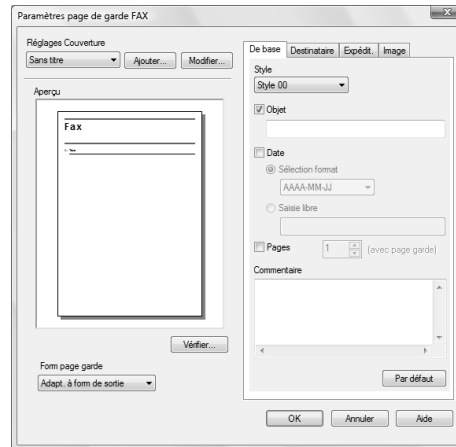 Paramètres page de garde FAX
Réglages Couverture
Sans titre
Ajouter...
Modifier...
Aperçu
Fax
Vérifier...
Form page garde
Adapt. à form de sortie
De base
Destinataire
Expédit.
Image
Style
Style 00
Objet
Date
Sélection format
AAAA-MM-JJ
Saisie libre
Pages
1
(avec page garde)
Commentaire
Par défaut
OK
Annuler
Aide